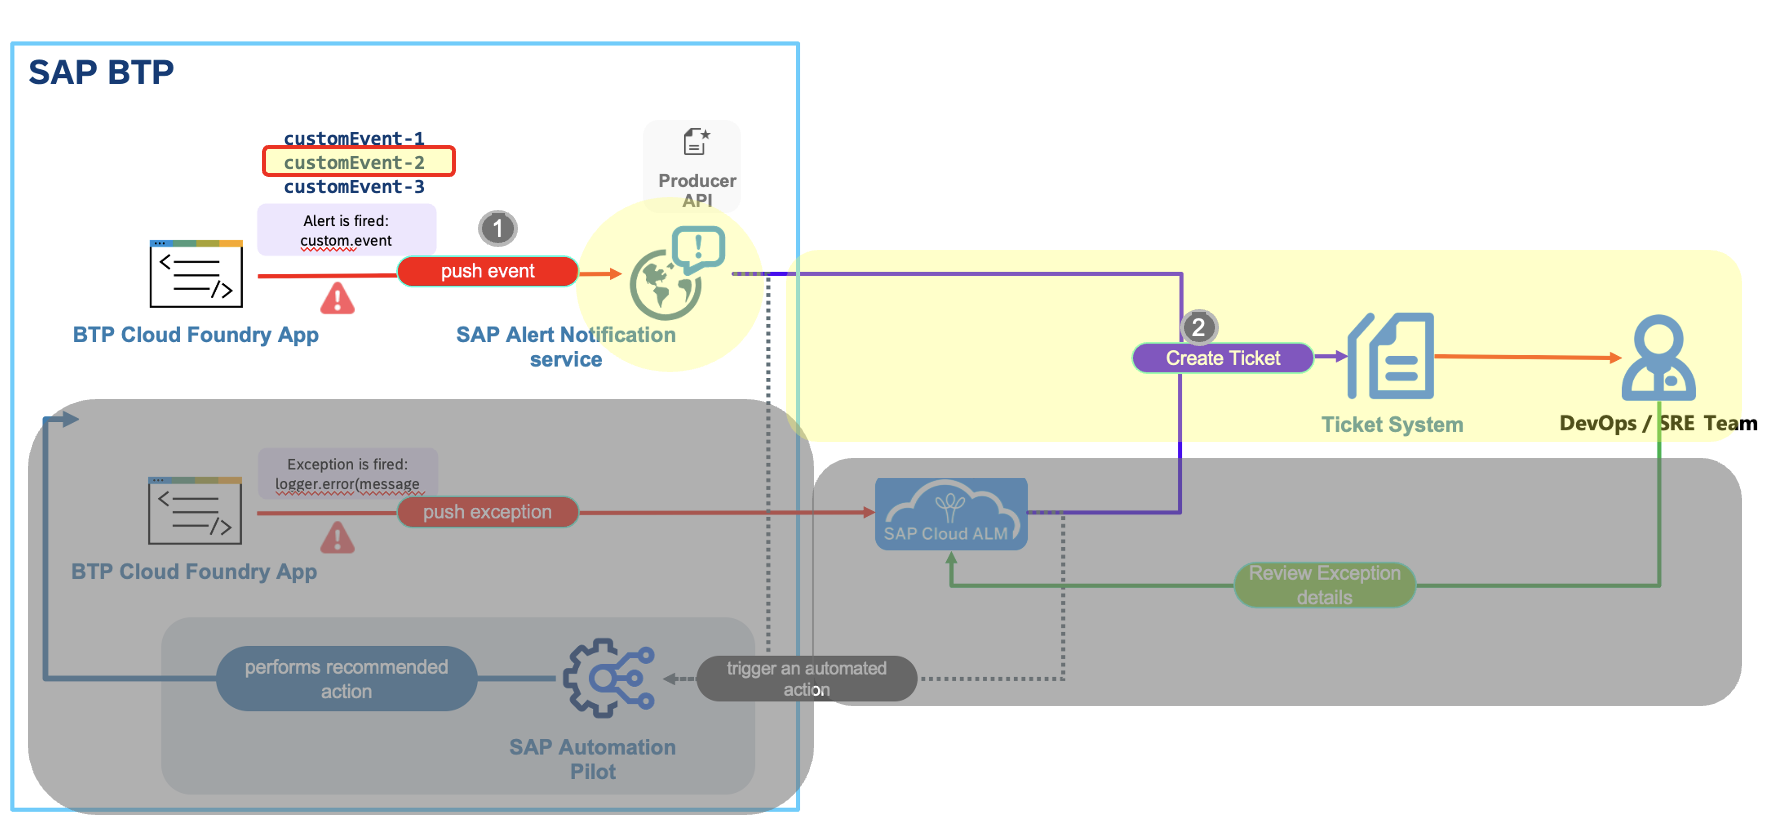 SAP BTP
customEvent-1
customEvent-2
customEvent-3
Producer
API
Alert is fired:
custom.event
1
push event
BTP Cloud Foundry App
SAP Alert Notification
service
2
Create Ticket
Ticket System
DevOps / SRE Team
Exception is fired:
logger.error(message
push exception
BTP Cloud Foundry App
SAP Cloud ALM
Review Exception
details
performs recommended
action
trigger an automated
action.
SAP Automation
Pilot